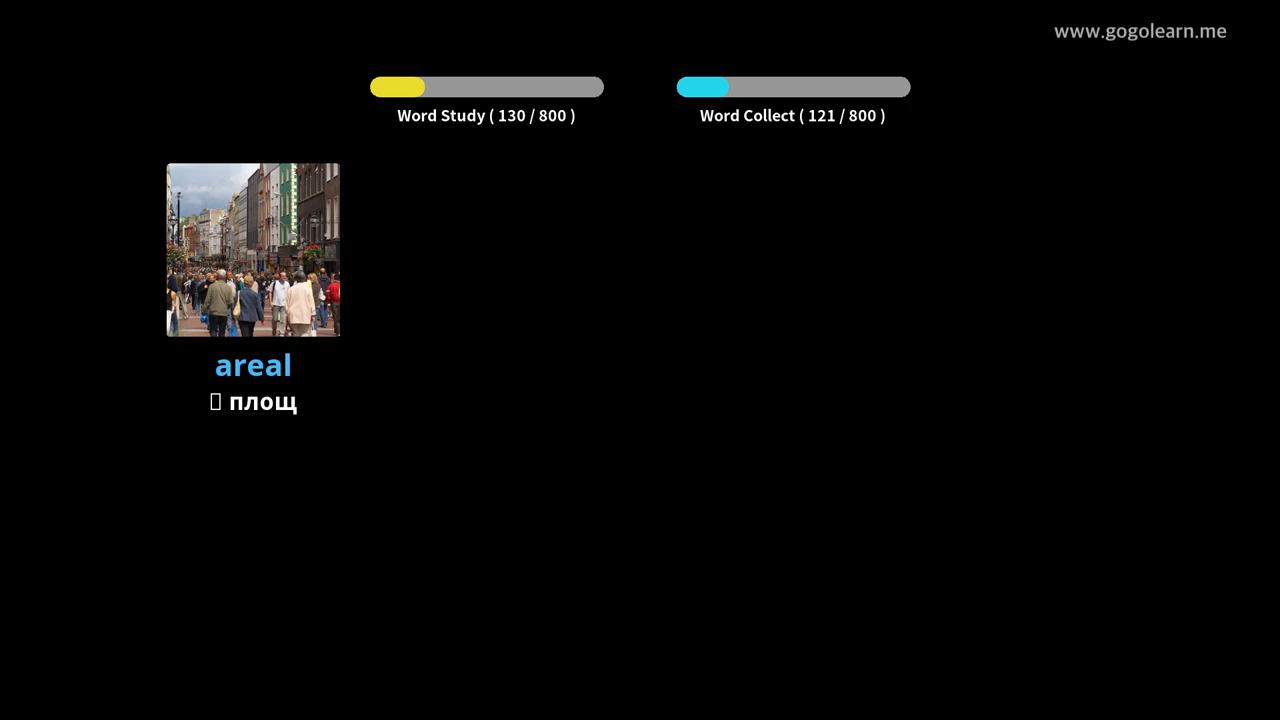 www.gogolearn.me
Word Study ( 130 / 800 )
Word Collect ( 121 / 800 )
areal
▯ площ